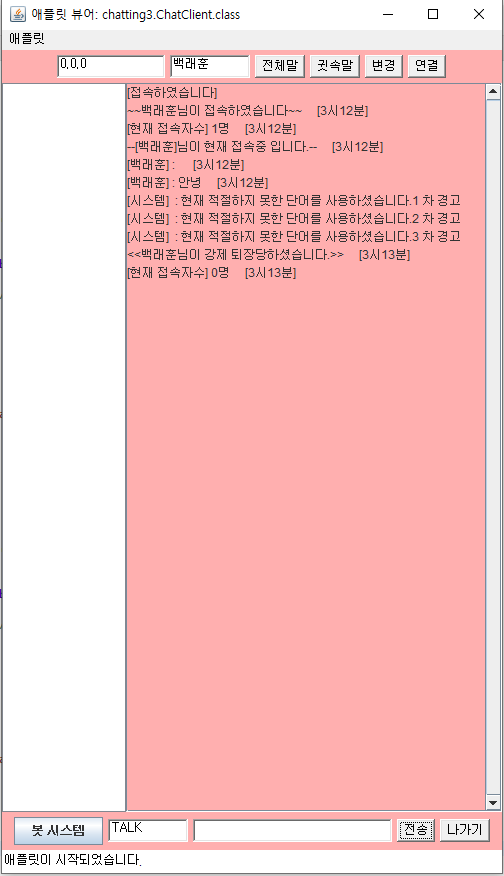 애플릿 뷰어: chatting3.ChatClient.class
애플릿
0,0,0 백래훈 전체말 귓속말 변경 연결
[접속하였습니다]
~~백래훈님이 접속하였습니다~~ [3시12분]
[현재 접속자수] 1명 [3시12분]
--[백래훈]님이 현재 접속중 입니다.-- [3시12분]
[백래훈] : [3시12분]
[백래훈] : 안녕 [3시12분]
[시스템] : 현재 적절하지 못한 단어를 사용하셨습니다.1 차 경고
[시스템] : 현재 적절하지 못한 단어를 사용하셨습니다.2 차 경고
[시스템] : 현재 적절하지 못한 단어를 사용하셨습니다.3 차 경고
<<백래훈님이 강제 퇴장당하셨습니다.>> [3시13분]
[현재 접속자수] 0명 [3시13분]
봇 시스템 TALK 전송 나가기
애플릿이 시작되었습니다.